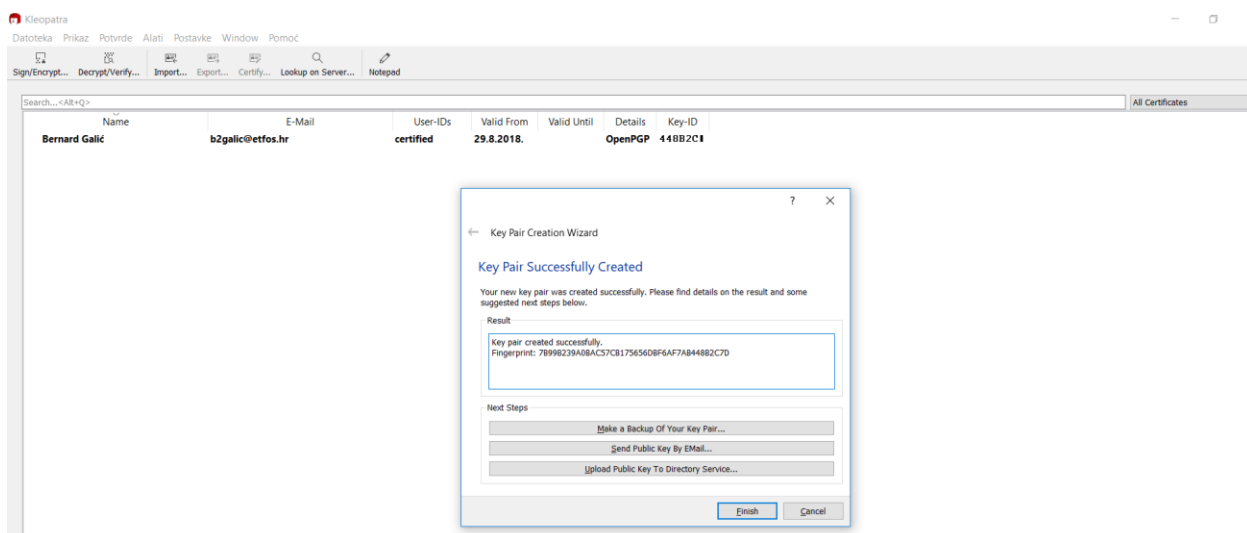 Kleopatra
Datoteka Prikaz Potvrde Alati Postavke Window Pomoć
Sign/Encrypt... Decrypt/Verify... Import... Export... Certify... Lookup on Server... Notepad
Search...<Alt+Q> All Certificates
Name E-Mail User-IDs Valid From Valid Until Details Key-ID
Bernard Galić b2galic@etfos.hr certified 29.8.2018. OpenPGP
?
Key Pair Creation Wizard
Key Pair Successfully Created
Your new key pair was created successfully. Please find details on the result and some
suggested next steps below.
Result
Key pair created successfully.
Fingerprint: 7B99B239A0BAC57CB175656DBF6AF7AB448B2C7D
Next Steps
Make a Backup Of Your Key Pair...
Send Public Key By EMail...
Upload Public Key To Directory Service...
Finish Cancel